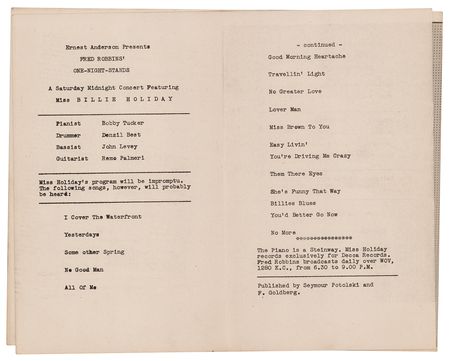 Ernest Anderson Presents
FRED ROBBINS'
ONE-NIGHT-STANDS
A Saturday Midnight Concert Featuring
Miss BILLIE HOLIDAY
Pianist Bobby Tucker
Drummer Denzil Best
Bassist John Levey
Guitarist Remo Palmeri
Miss Holiday's program will be impromptu.
The following songs, however, will probably
be heard:
I Cover The Waterfront
Yesterdays
Some other Spring
No Good Man
All Of Me
- continued -
Good Morning Heartache
Travellin' Light
No Greater Love
Lover Man
Miss Brown To You
Easy Livin'
You're Driving Me Crazy
Them There Eyes
She's Funny That Way
Billies Blues
You'd Better Go Now
No More
****************
The Piano is a Steinway. Miss Holiday
records exclusively for Decca Records.
Fred Robbins broadcasts daily over WOV,
1280 K.C., from 6.30 to 9.00 P.M.
Published by Seymour Potolski and
F. Goldberg.